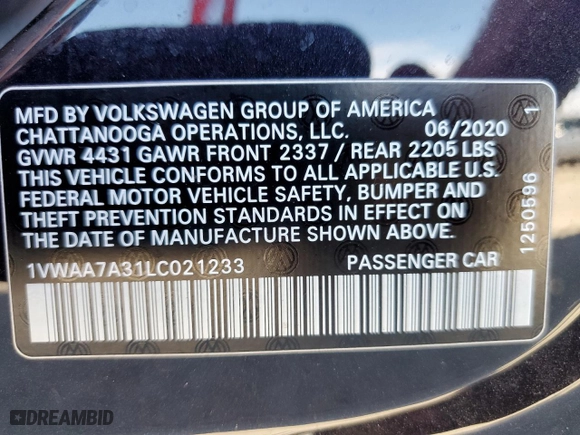 MFD BY VOLKSWAGEN GROUP OF AMERICA
CHATTANOOGA OPERATIONS, LLC. 06/2020
GVWR 4431 GAWR FRONT 2337 / REAR 2205 LBS
THIS VEHICLE CONFORMS TO ALL APPLICABLE U.S.
FEDERAL MOTOR VEHICLE SAFETY, BUMPER AND
THEFT PREVENTION STANDARDS IN EFFECT ON
THE DATE OF MANUFACTURE SHOWN ABOVE.
1VWAA7A31LC021233 PASSENGER CAR
1250596 1
DREAMBID